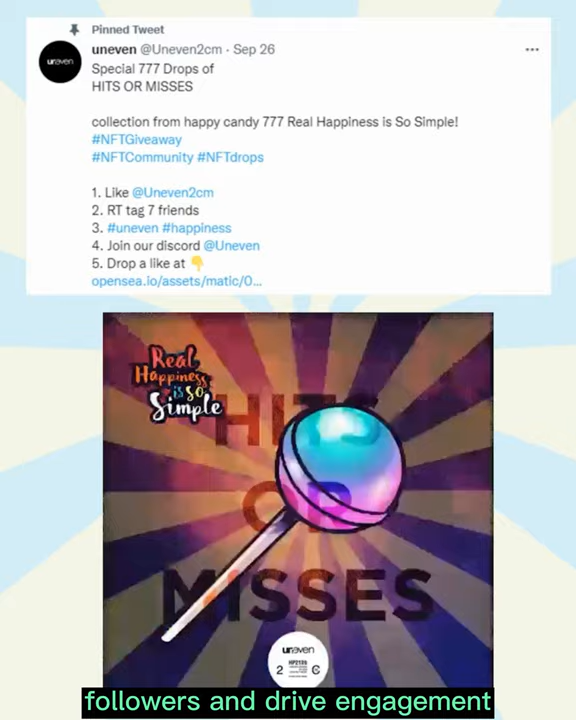 Pinned Tweet
uneven @Uneven2cm · Sep 26
uneven
Special 777 Drops of
HITS OR MISSES
collection from happy candy 777 Real Happiness is So Simple!
#NFTGiveaway
#NFTCommunity #NFTdrops
1. Like @Uneven2cm
2. RT tag 7 friends
3. #uneven #happiness
4. Join our discord @Uneven
5. Drop a like at 👇
opensea.io/assets/matic/0...
Real
Happiness
is so
Simple
HITS
OR
MISSES
uneven
2
followers and drive engagement